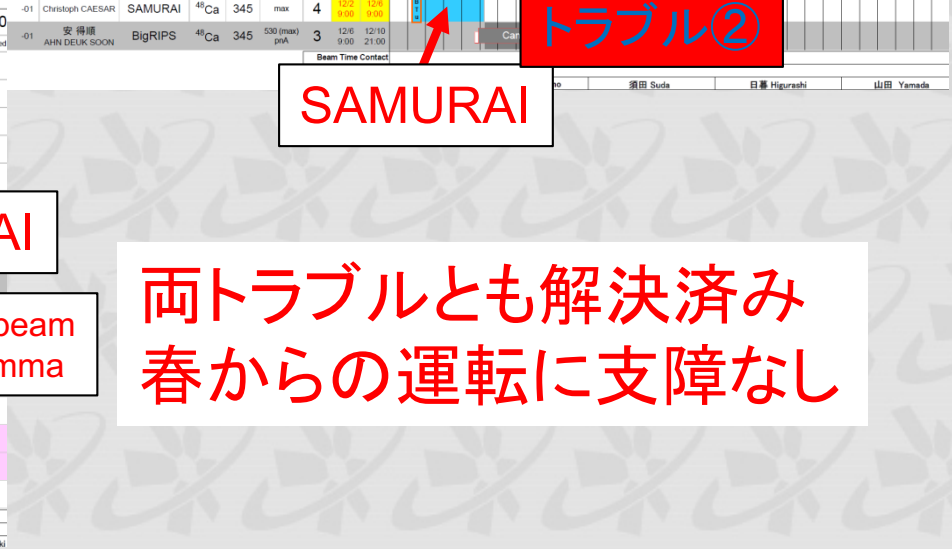 -01 Christoph CAESAR SAMURAI 48Ca 345 max 4 12/2 9:00 12/6 9:00
トラブル②
-01 安 得順 AHN DEUK SOON BigRIPS 48Ca 345 530 (max) pnA 3 12/6 9:00 12/10 21:00
Beam Time Contact
須田 Suda 日暮 Higurashi 山田 Yamada
SAMURAI
AI
beam
mma
両トラブルとも解決済み
春からの運転に支障なし